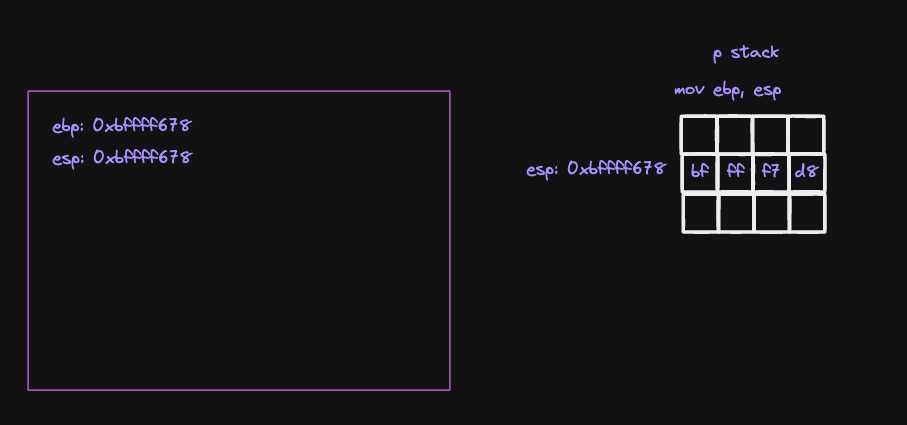 p stack
mov ebp, esp
ebp: 0xbffff678
esp: 0xbffff678
esp: 0xbffff678
bf ff f7 d8